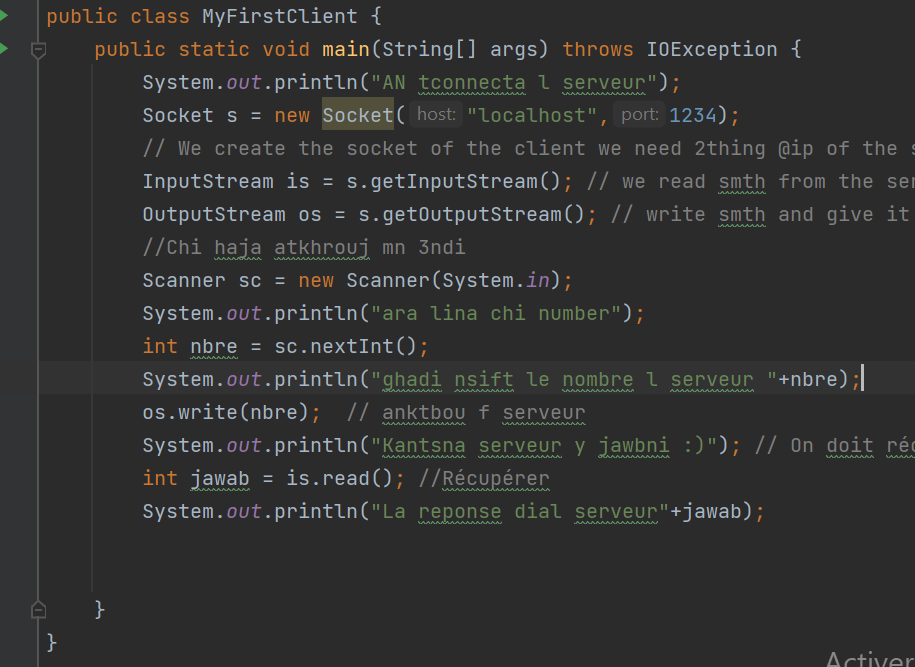 public class MyFirstClient {
public static void main(String[] args) throws IOException {
System.out.println("AN tconnecta l serveur");
Socket s = new Socket( host: "localhost", port: 1234);
// We create the socket of the client we need 2thing @ip of the s
InputStream is = s.getInputStream(); // we read smth from the ser
OutputStream os = s.getOutputStream(); // write smth and give it
//Chi haja atkhrouj mn 3ndi
Scanner sc = new Scanner(System.in);
System.out.println("ara lina chi number");
int nbre = sc.nextInt();
System.out.println("ghadi nsift le nombre l serveur "+nbre);
os.write(nbre); // anktbou f serveur
System.out.println("Kantsna serveur y jawbni :)"); // On doit réc
int jawab = is.read(); //Récupérer
System.out.println("La reponse dial serveur"+jawab);
}
}
Activer